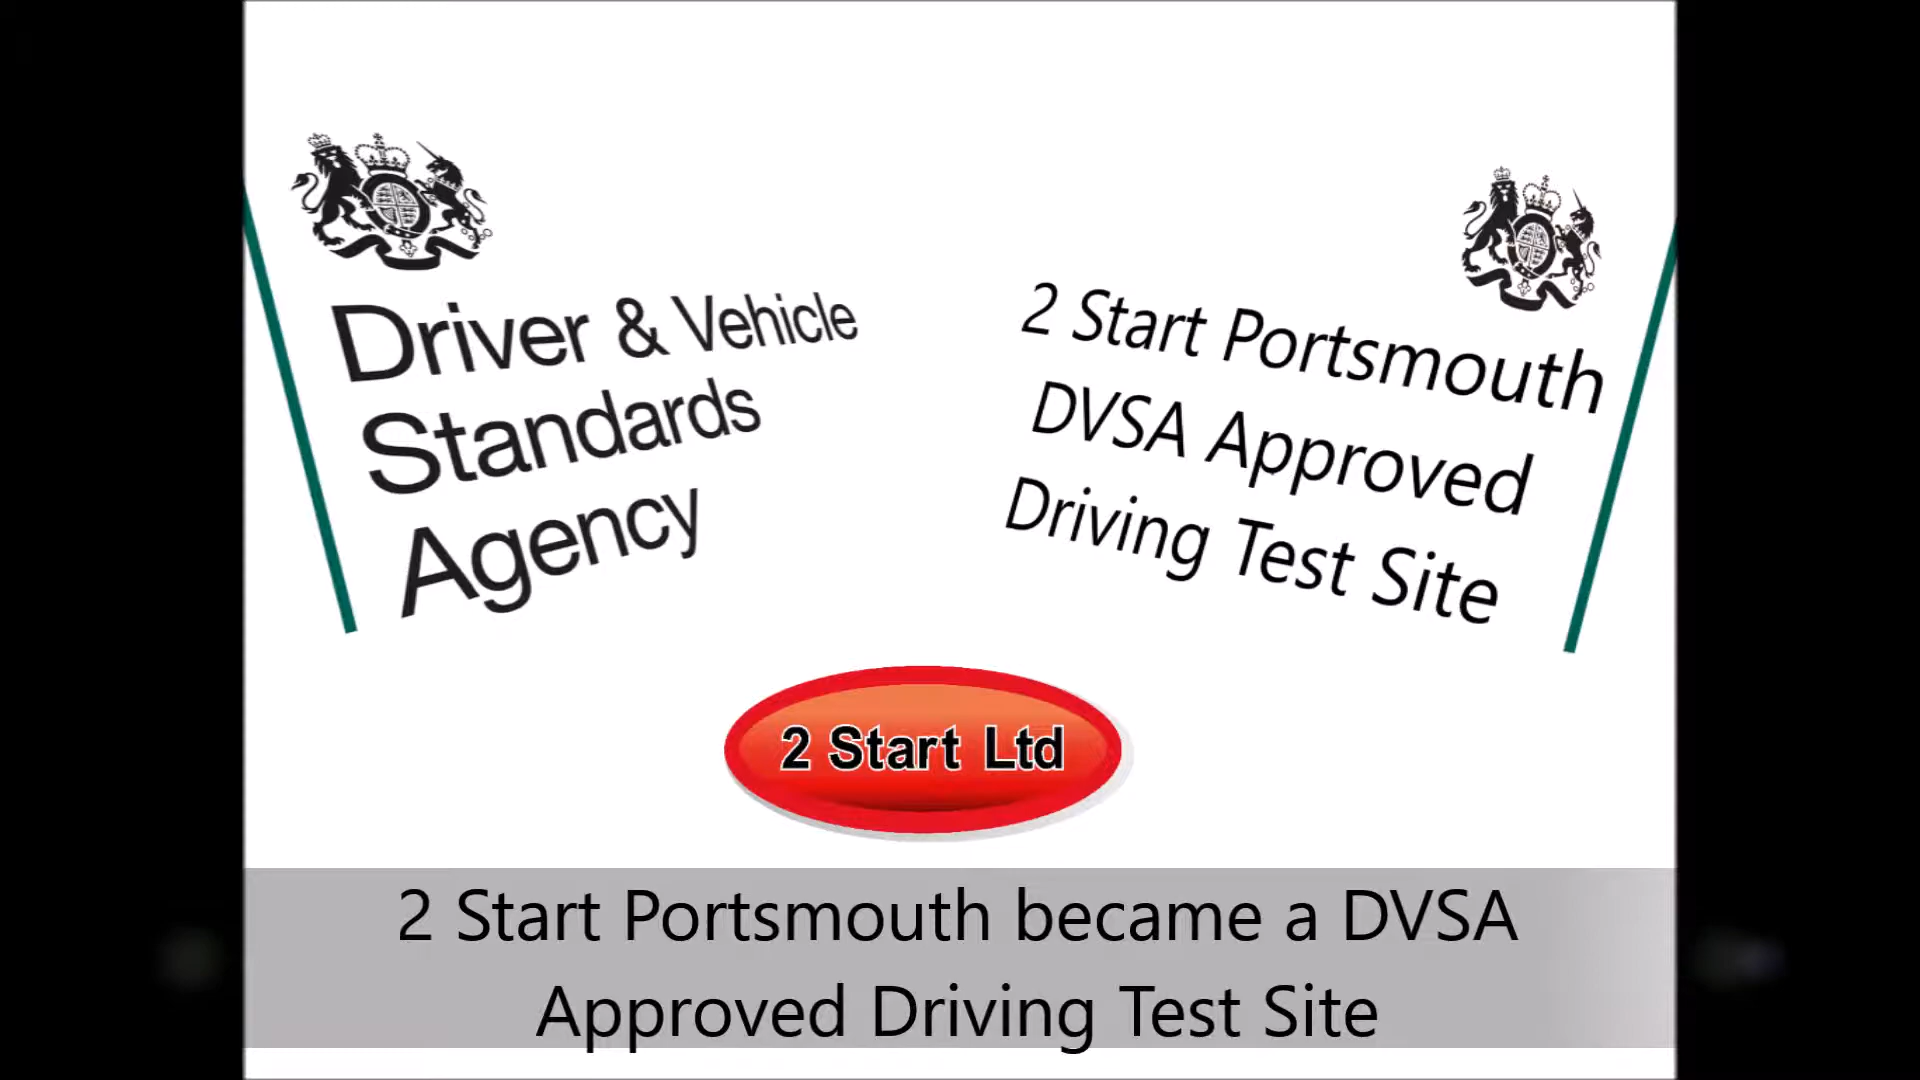 Driver & Vehicle
Standards
Agency
2 Start Portsmouth
DVSA Approved
Driving Test Site
2 Start Ltd
2 Start Portsmouth became a DVSA
Approved Driving Test Site